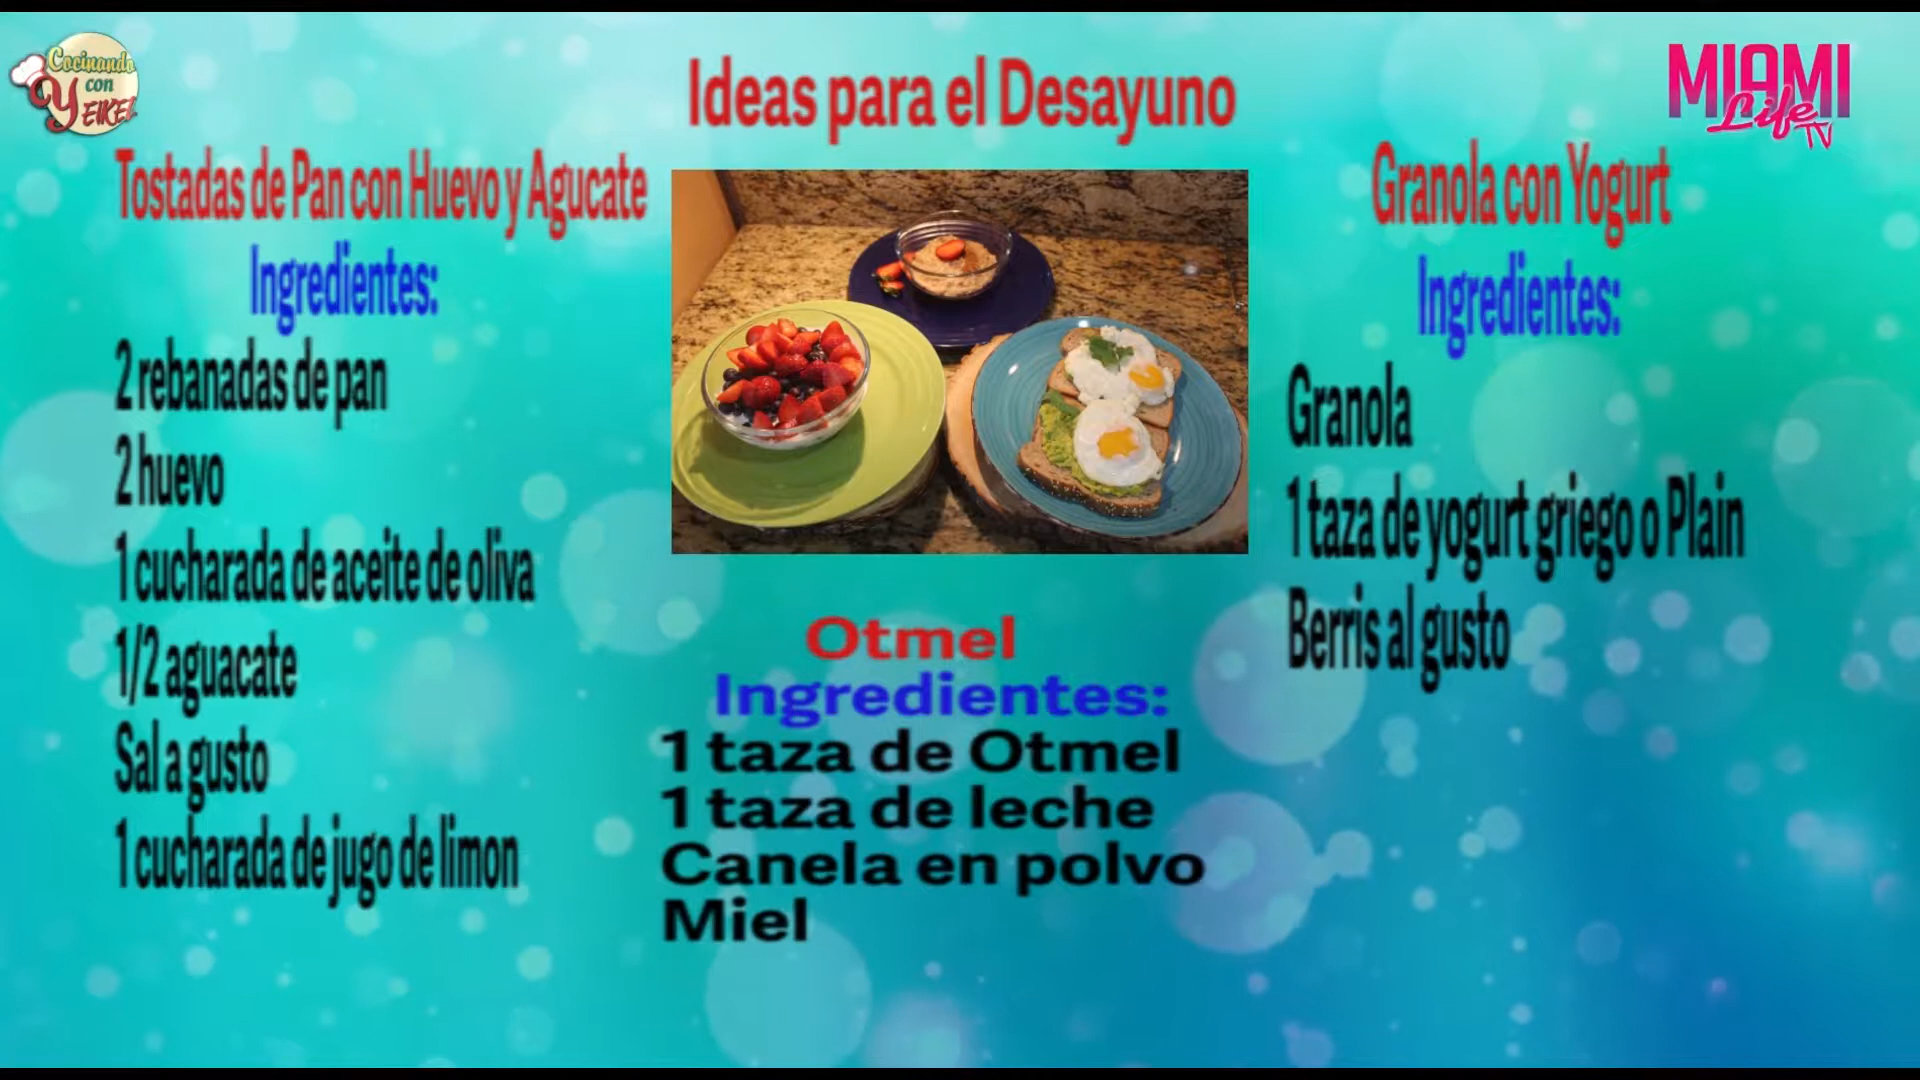 Cocinando
con
YEIKEL
MIAMI
Life
TV
Ideas para el Desayuno
Tostadas de Pan con Huevo y Agucate
Ingredientes:
2 rebanadas de pan
2 huevo
1 cucharada de aceite de oliva
1/2 aguacate
Sal a gusto
1 cucharada de jugo de limon
Otmel
Ingredientes:
1 taza de Otmel
1 taza de leche
Canela en polvo
Miel
Granola con Yogurt
Ingredientes:
Granola
1 taza de yogurt griego o Plain
Berris al gusto